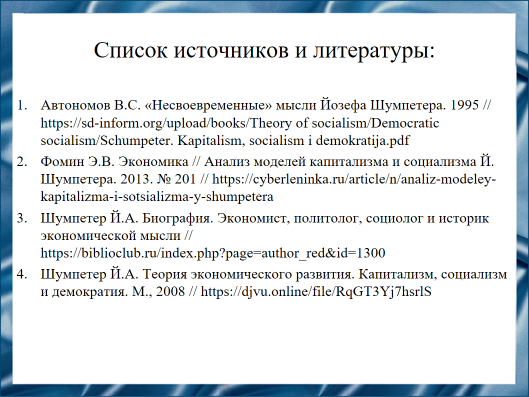 Список источников и литературы:
1. Автономов В.С. «Несвоевременные» мысли Йозефа Шумпетера. 1995 //
https://sd-inform.org/upload/books/Theory of socialism/Democratic
socialism/Schumpeter. Kapitalism, socialism i demokratija.pdf
2. Фомин Э.В. Экономика // Анализ моделей капитализма и социализма Й.
Шумпетера. 2013. № 201 // https://cyberleninka.ru/article/n/analiz-modeley-
kapitalizma-i-sotsializma-y-shumpetera
3. Шумпетер Й.А. Биография. Экономист, политолог, социолог и историк
экономической мысли //
https://biblioclub.ru/index.php?page=author_red&id=1300
4. Шумпетер Й.А. Теория экономического развития. Капитализм, социализм
и демократия. М., 2008 // https://djvu.online/file/RqGT3Yj7hsrlS